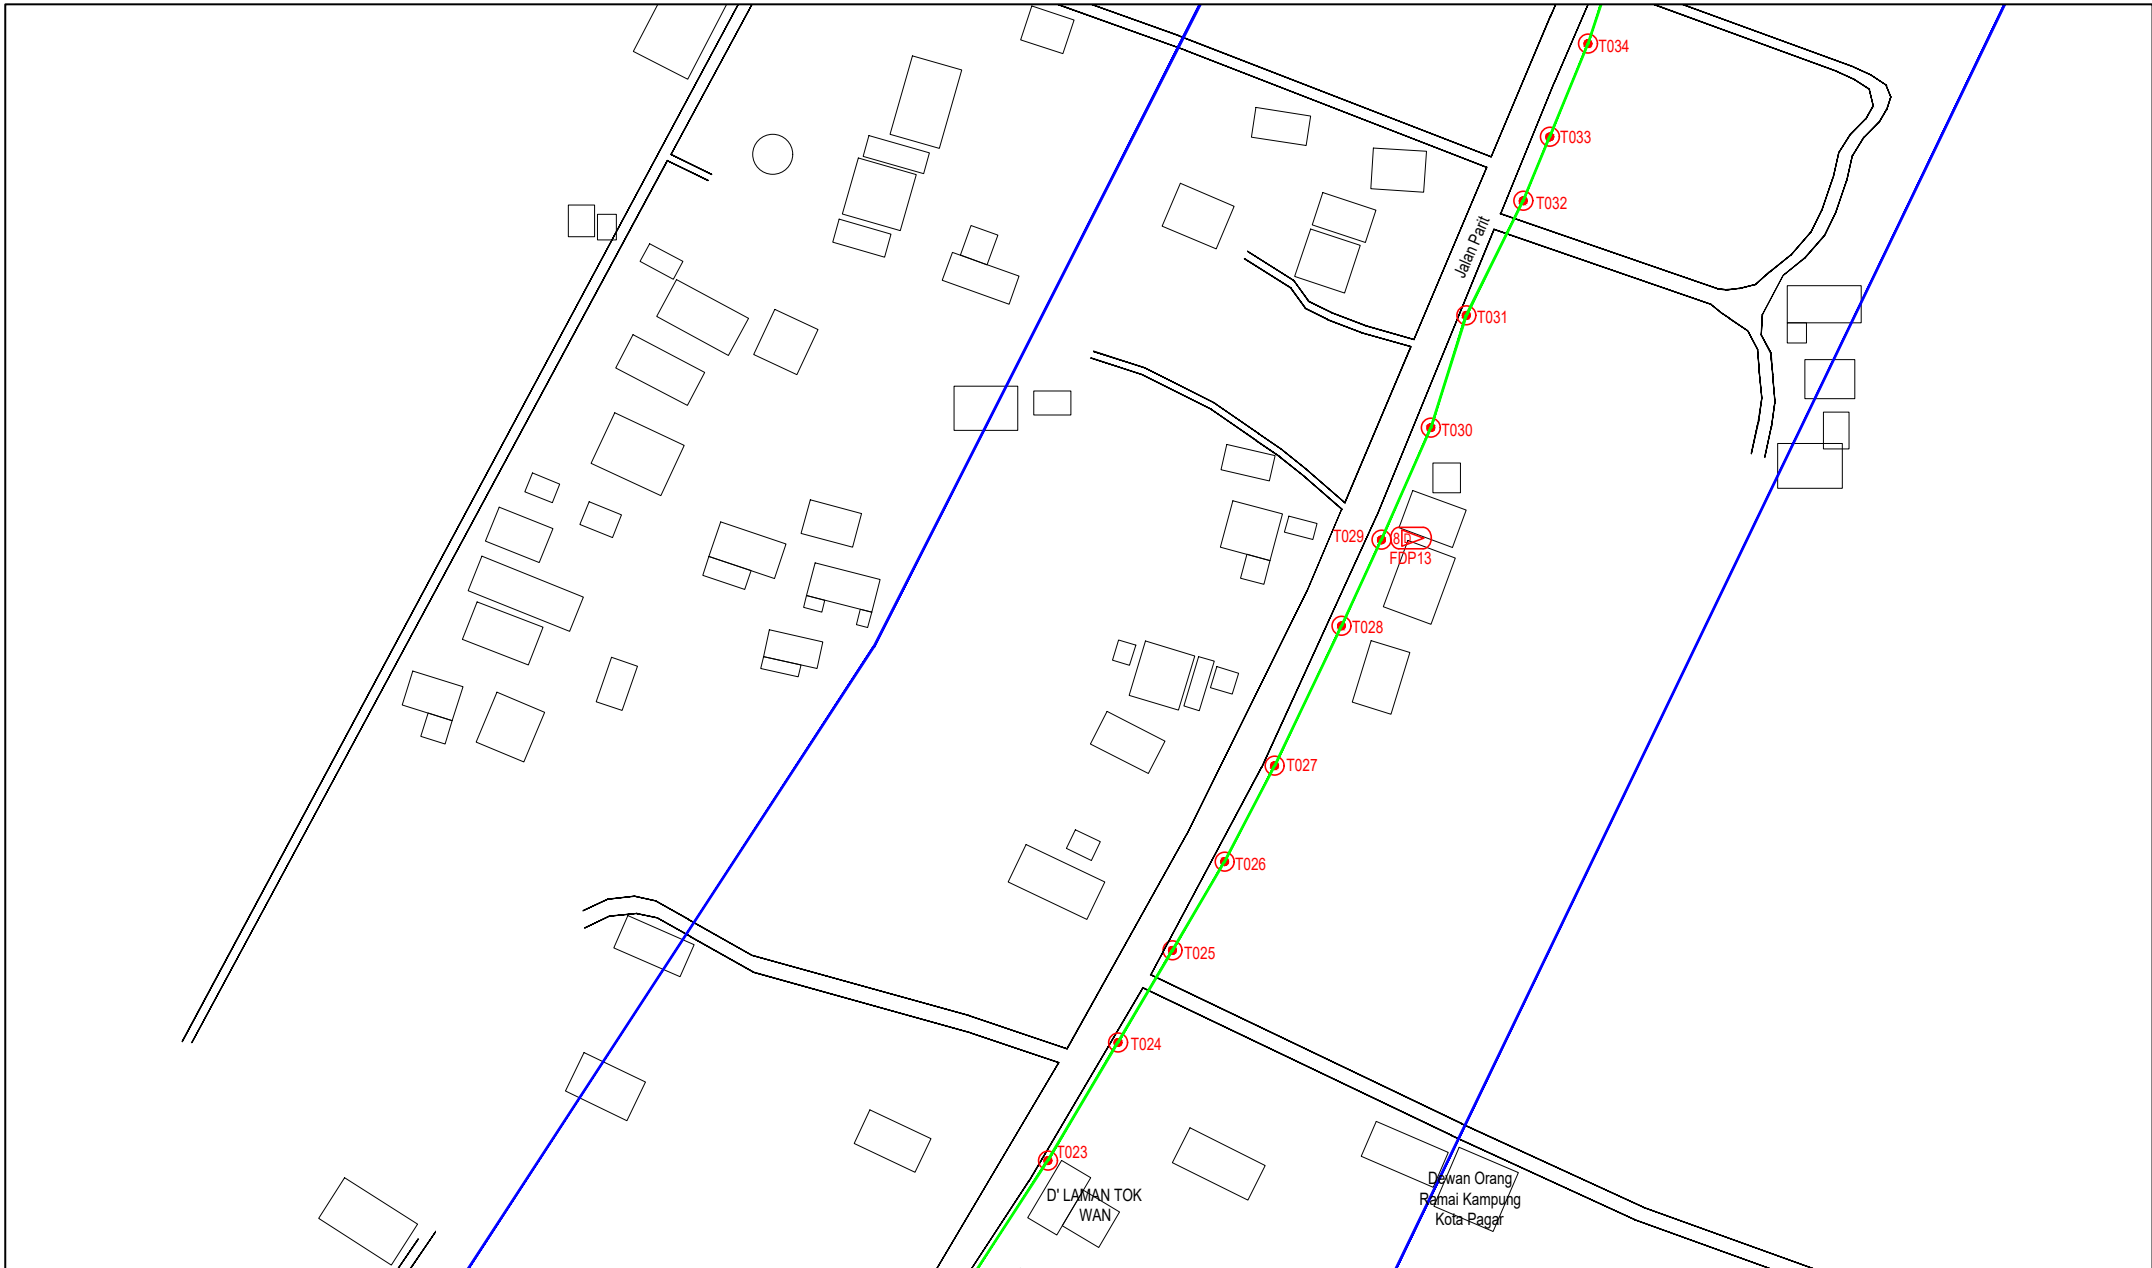 T034
T033
T032
Jalan Parit
T031
T030
T029
8 D
FDP13
T028
T027
T026
T025
T024
T023
D' LAMAN TOK
WAN
Dewan Orang
Ramai Kampung
Kota Pagar